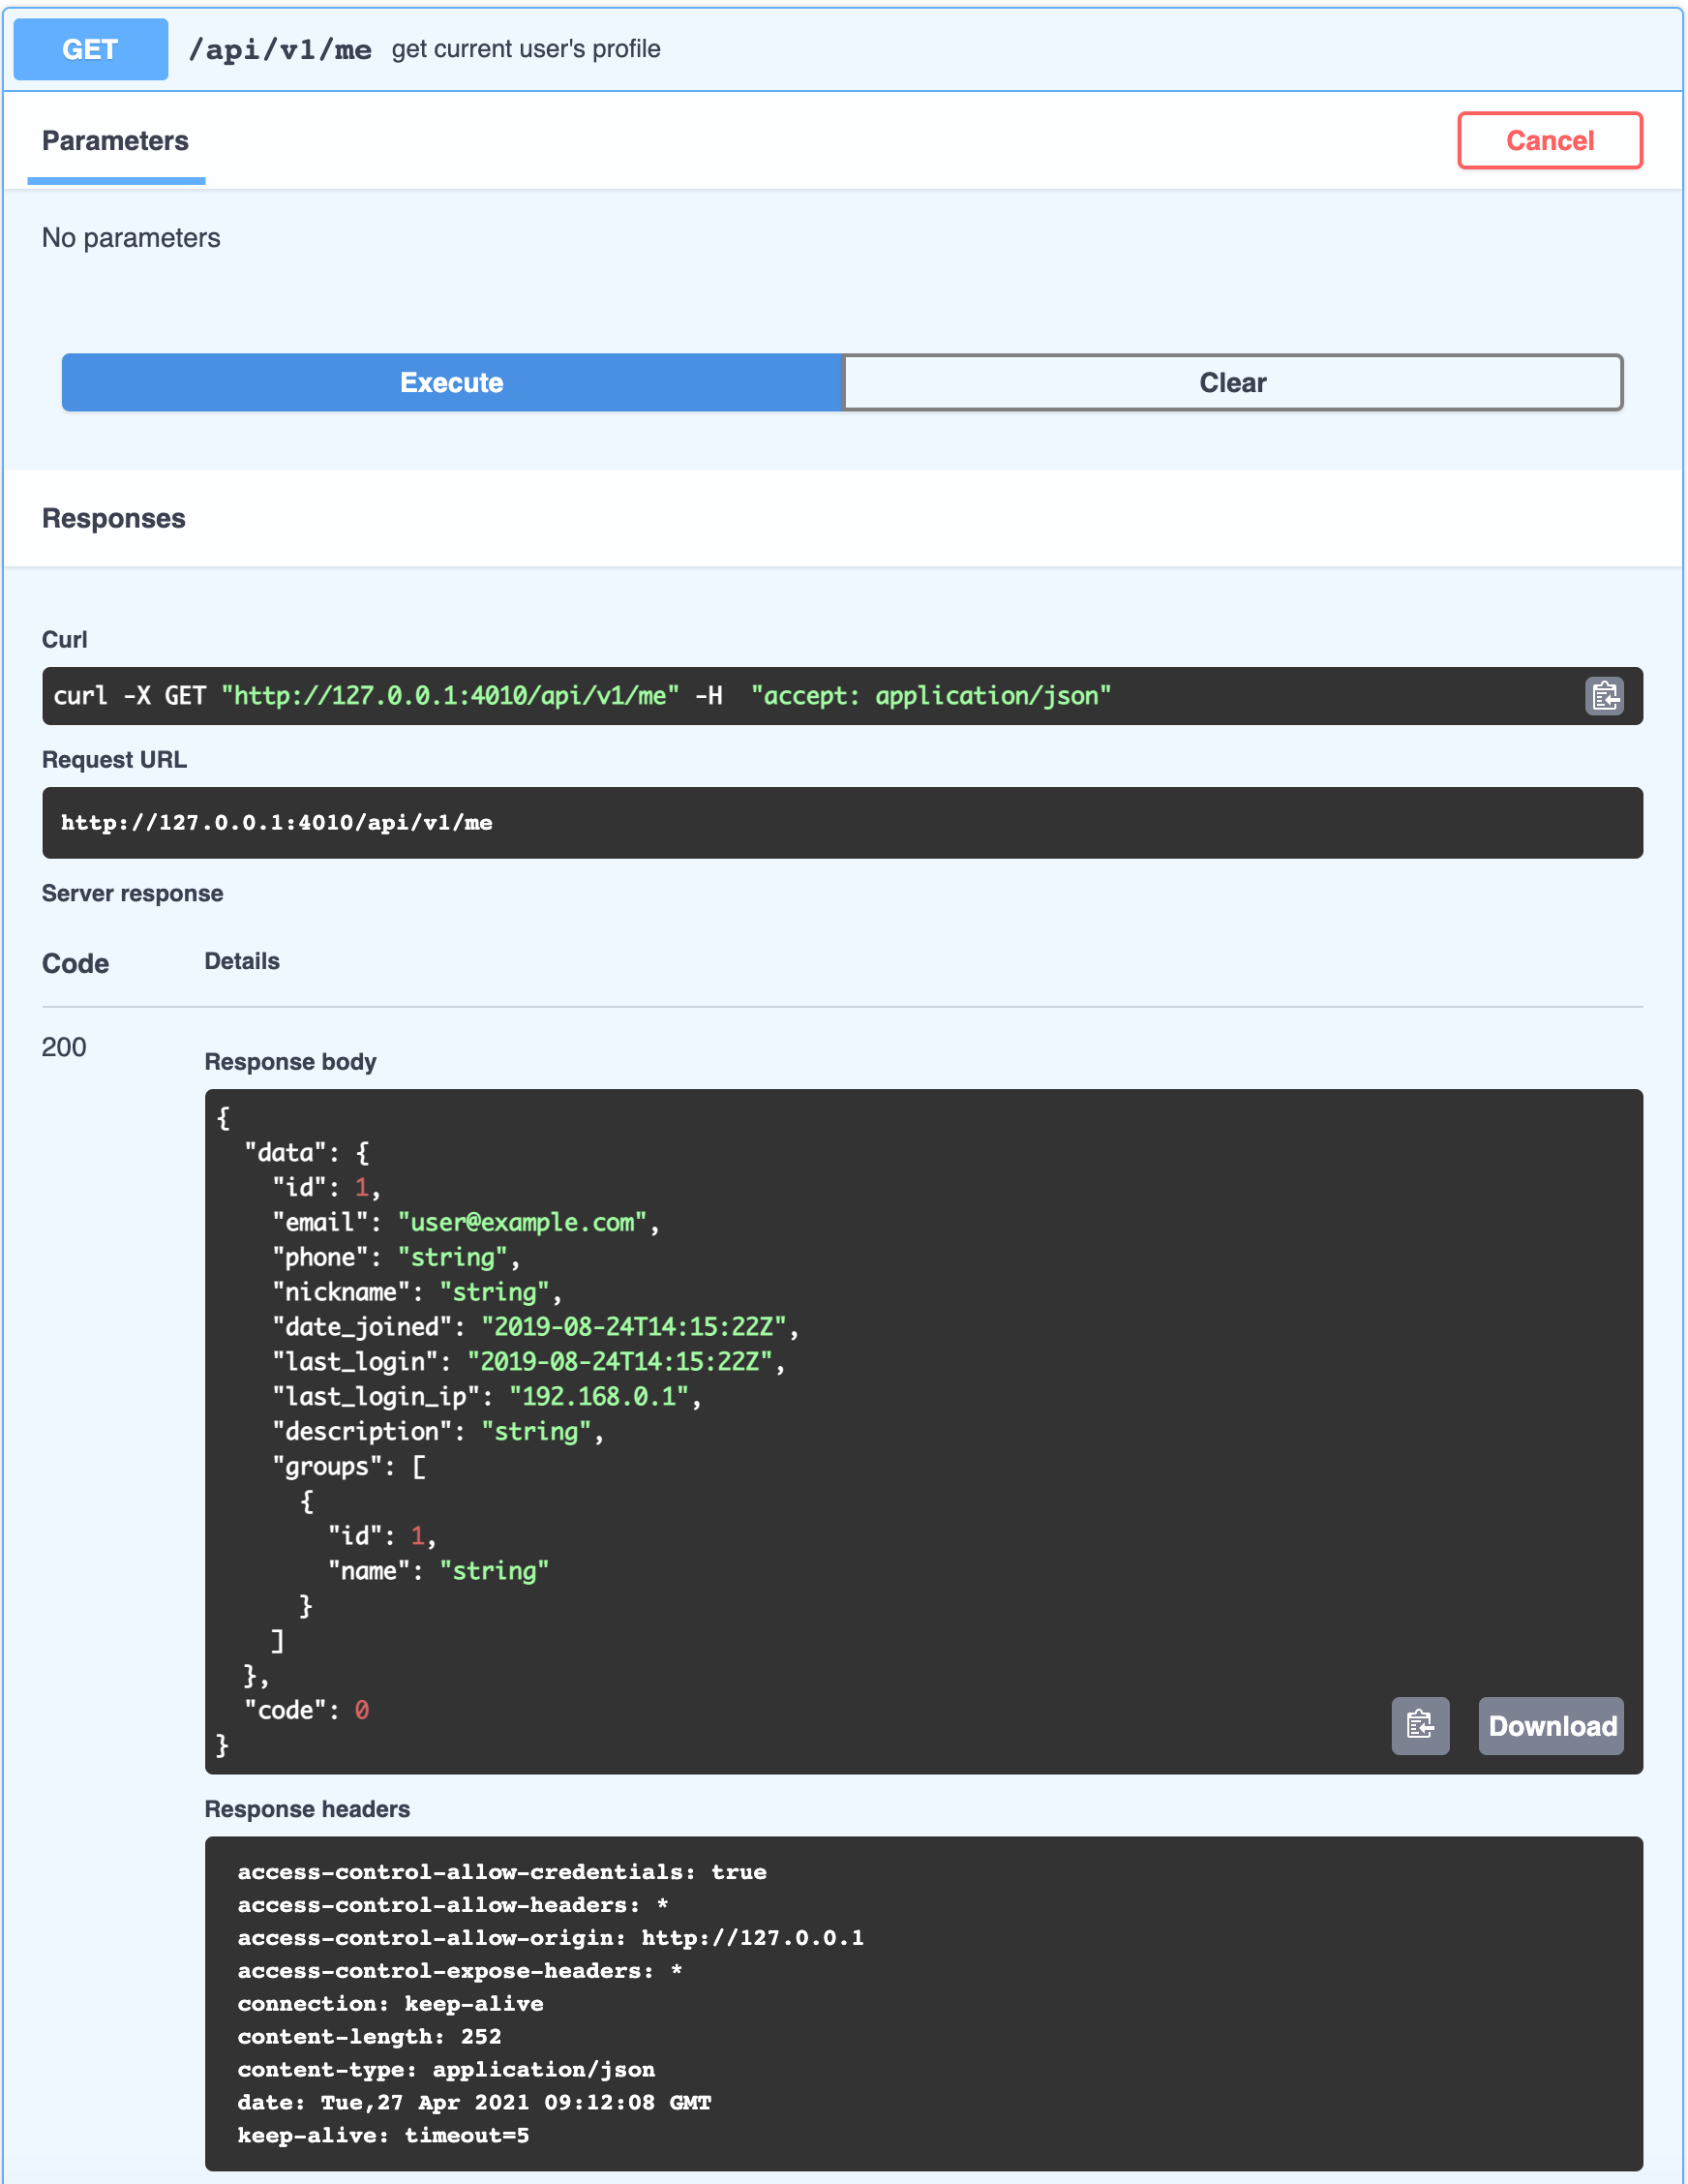 GET /api/v1/me get current user's profile
Parameters
Cancel
No parameters
Execute
Clear
Responses
Curl
curl -X GET "http://127.0.0.1:4010/api/v1/me" -H  "accept: application/json"
Request URL
http://127.0.0.1:4010/api/v1/me
Server response
Code Details
200
Response body
{
  "data": {
    "id": 1,
    "email": "user@example.com",
    "phone": "string",
    "nickname": "string",
    "date_joined": "2019-08-24T14:15:22Z",
    "last_login": "2019-08-24T14:15:22Z",
    "last_login_ip": "192.168.0.1",
    "description": "string",
    "groups": [
      {
        "id": 1,
        "name": "string"
      }
    ]
  },
  "code": 0
}
Download
Response headers
access-control-allow-credentials: true
access-control-allow-headers: *
access-control-allow-origin: http://127.0.0.1
access-control-expose-headers: *
connection: keep-alive
content-length: 252
content-type: application/json
date: Tue,27 Apr 2021 09:12:08 GMT
keep-alive: timeout=5